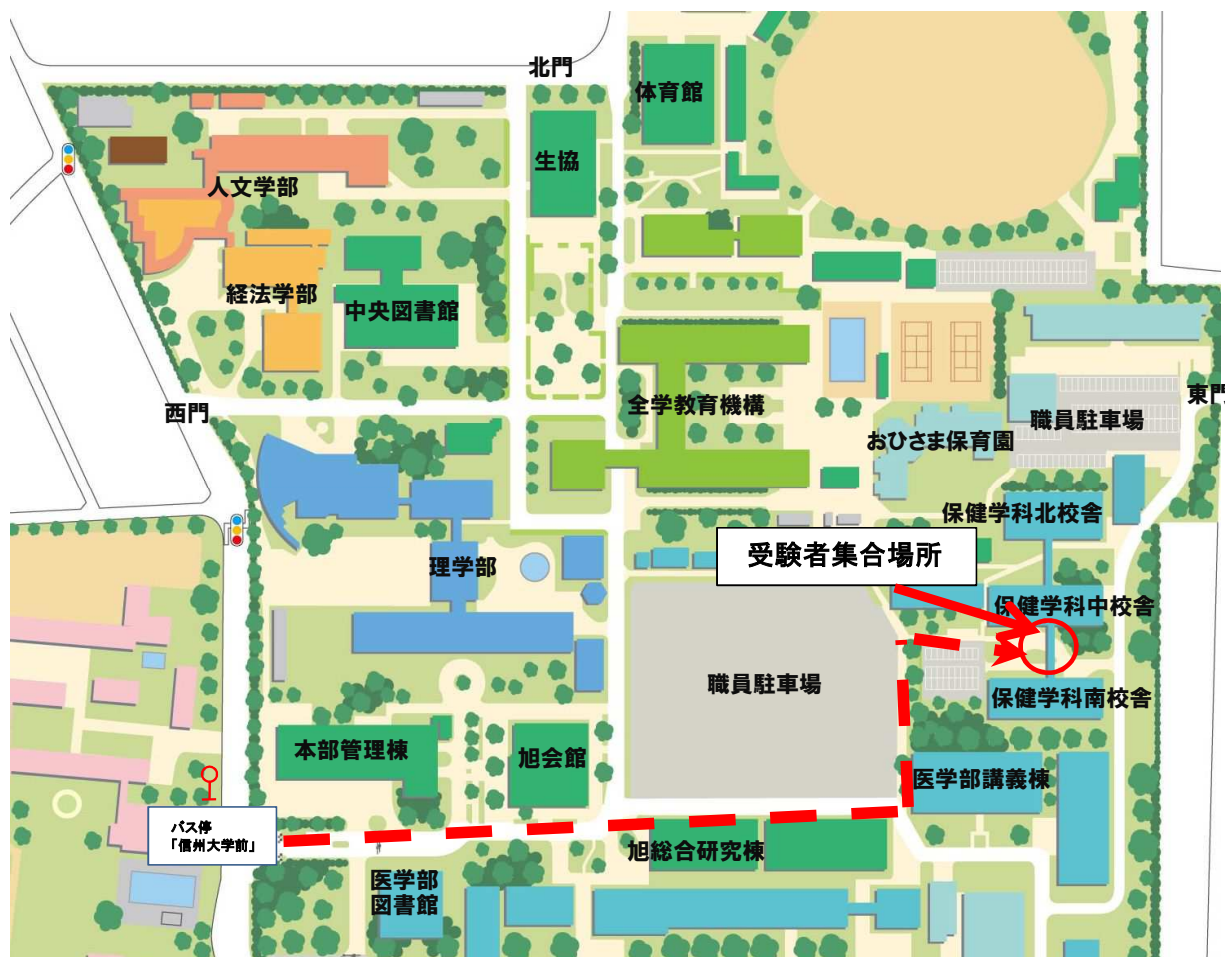 北門
体育館
生協
人文学部
経法学部
中央図書館
西門
全学教育機構
東門
職員駐車場
おひさま保育園
保健学科北校舎
受験者集合場所
理学部
保健学科中校舎
職員駐車場
保健学科南校舎
本部管理棟
旭会館
医学部講義棟
バス停
「信州大学前」
旭総合研究棟
医学部
図書館